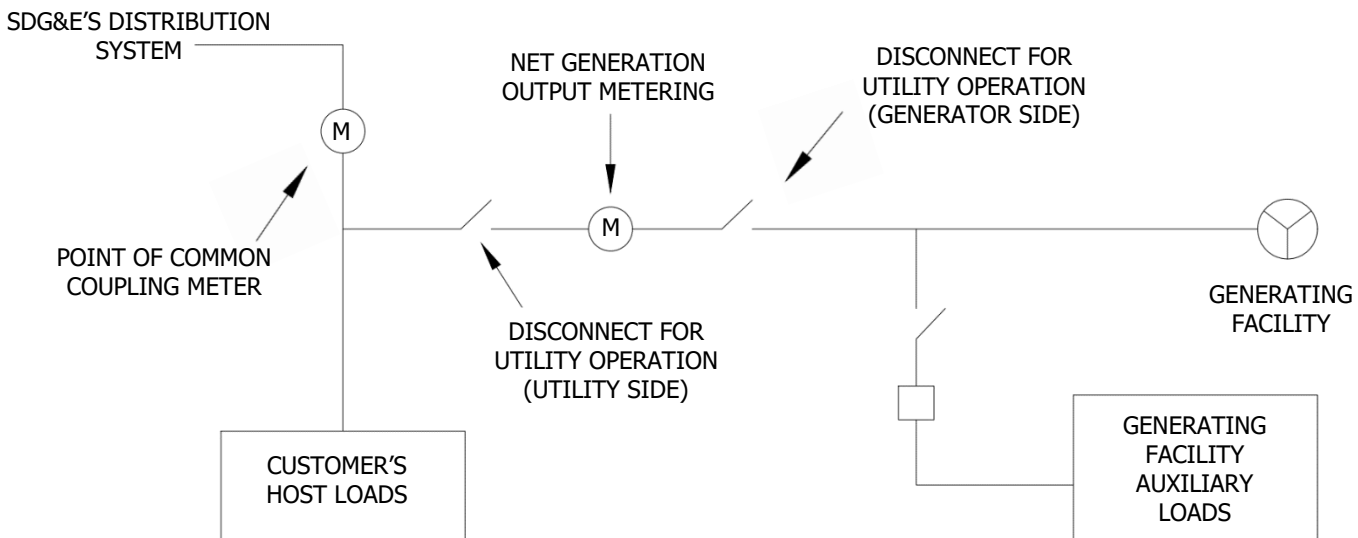 SDG&E'S DISTRIBUTION
SYSTEM
NET GENERATION
OUTPUT METERING
DISCONNECT FOR
UTILITY OPERATION
(GENERATOR SIDE)
M
M
POINT OF COMMON
COUPLING METER
DISCONNECT FOR
UTILITY OPERATION
(UTILITY SIDE)
GENERATING
FACILITY
CUSTOMER'S
HOST LOADS
GENERATING
FACILITY
AUXILIARY
LOADS